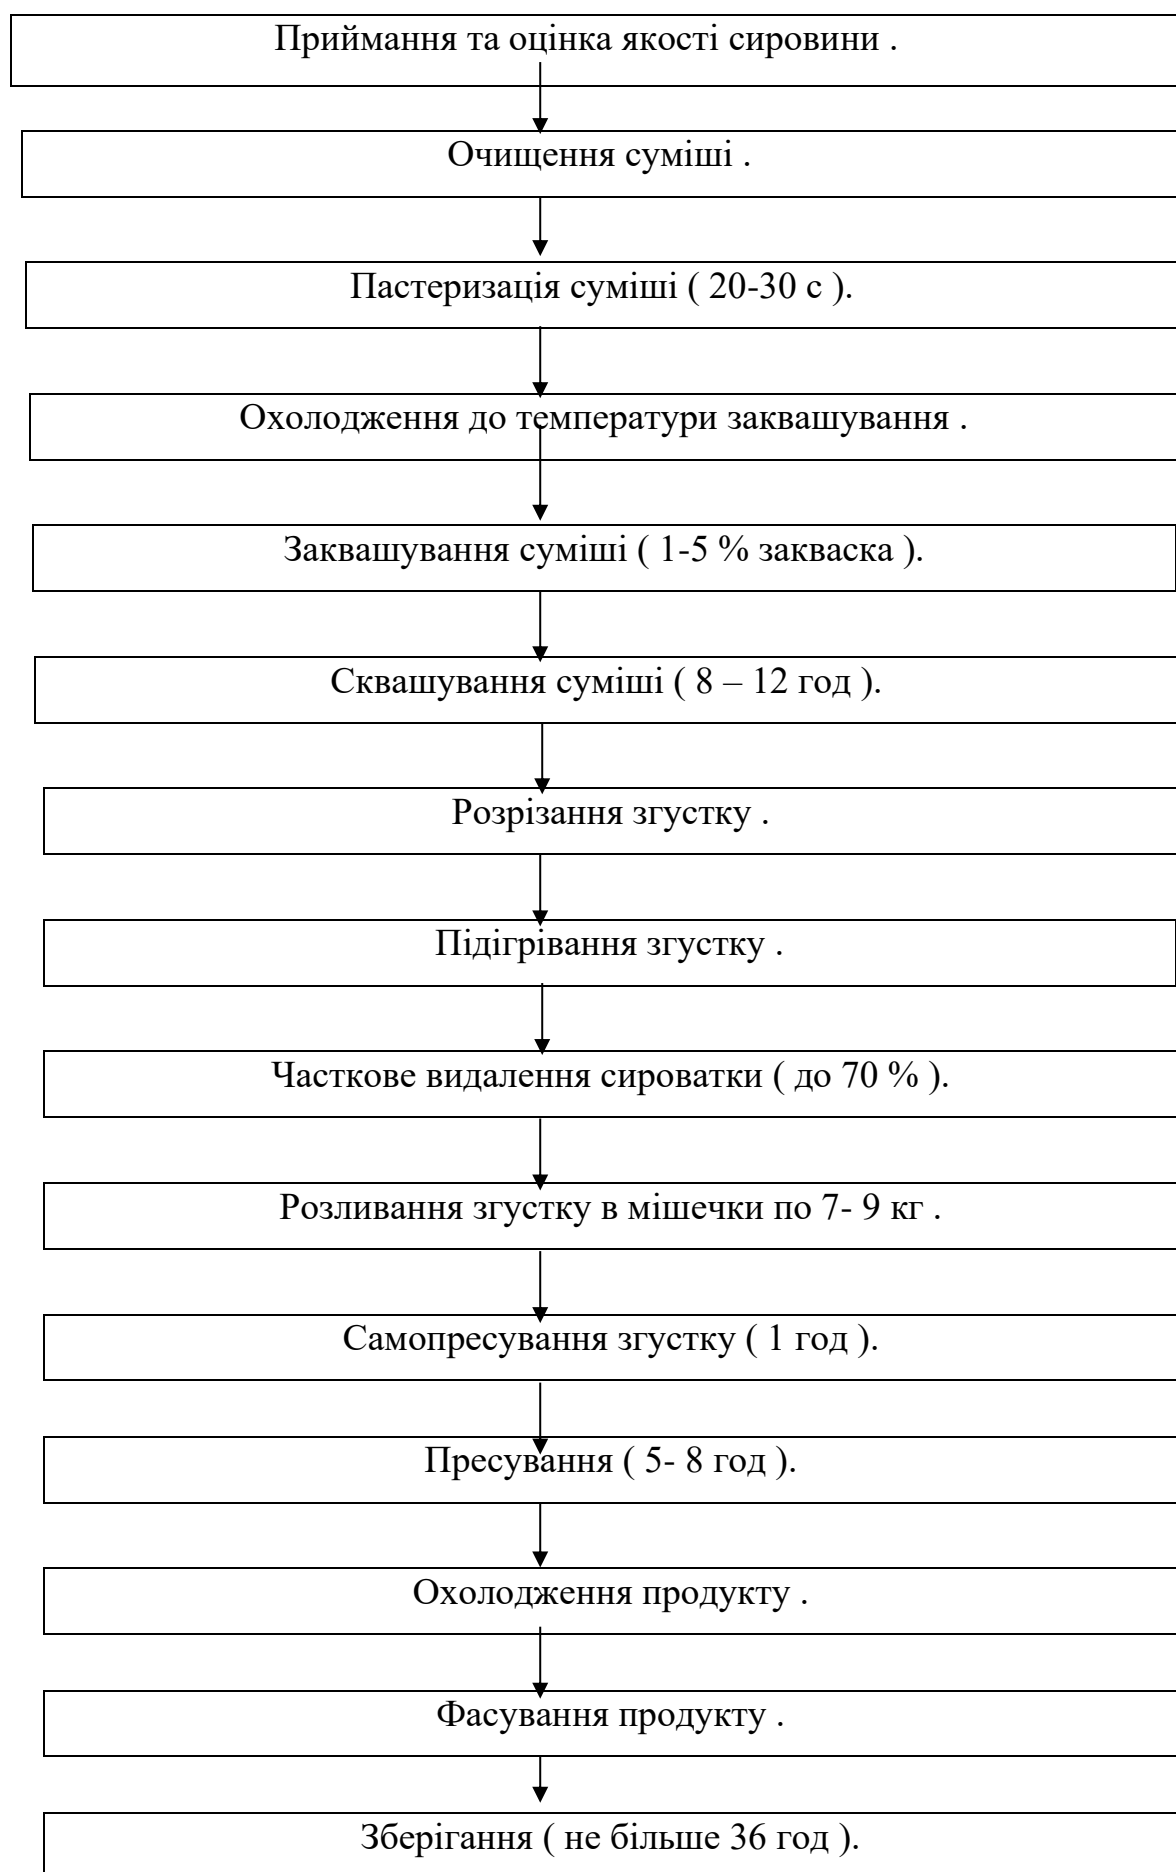 Приймання та оцінка якості сировини .
Очищення суміші .
Пастеризація суміші ( 20-30 с ).
Охолодження до температури заквашування .
Заквашування суміші ( 1-5 % закваска ).
Сквашування суміші ( 8 – 12 год ).
Розрізання згустку .
Підігрівання згустку .
Часткове видалення сироватки ( до 70 % ).
Розливання згустку в мішечки по 7- 9 кг .
Самопресування згустку ( 1 год ).
Пресування ( 5- 8 год ).
Охолодження продукту .
Фасування продукту .
Зберігання ( не більше 36 год ).